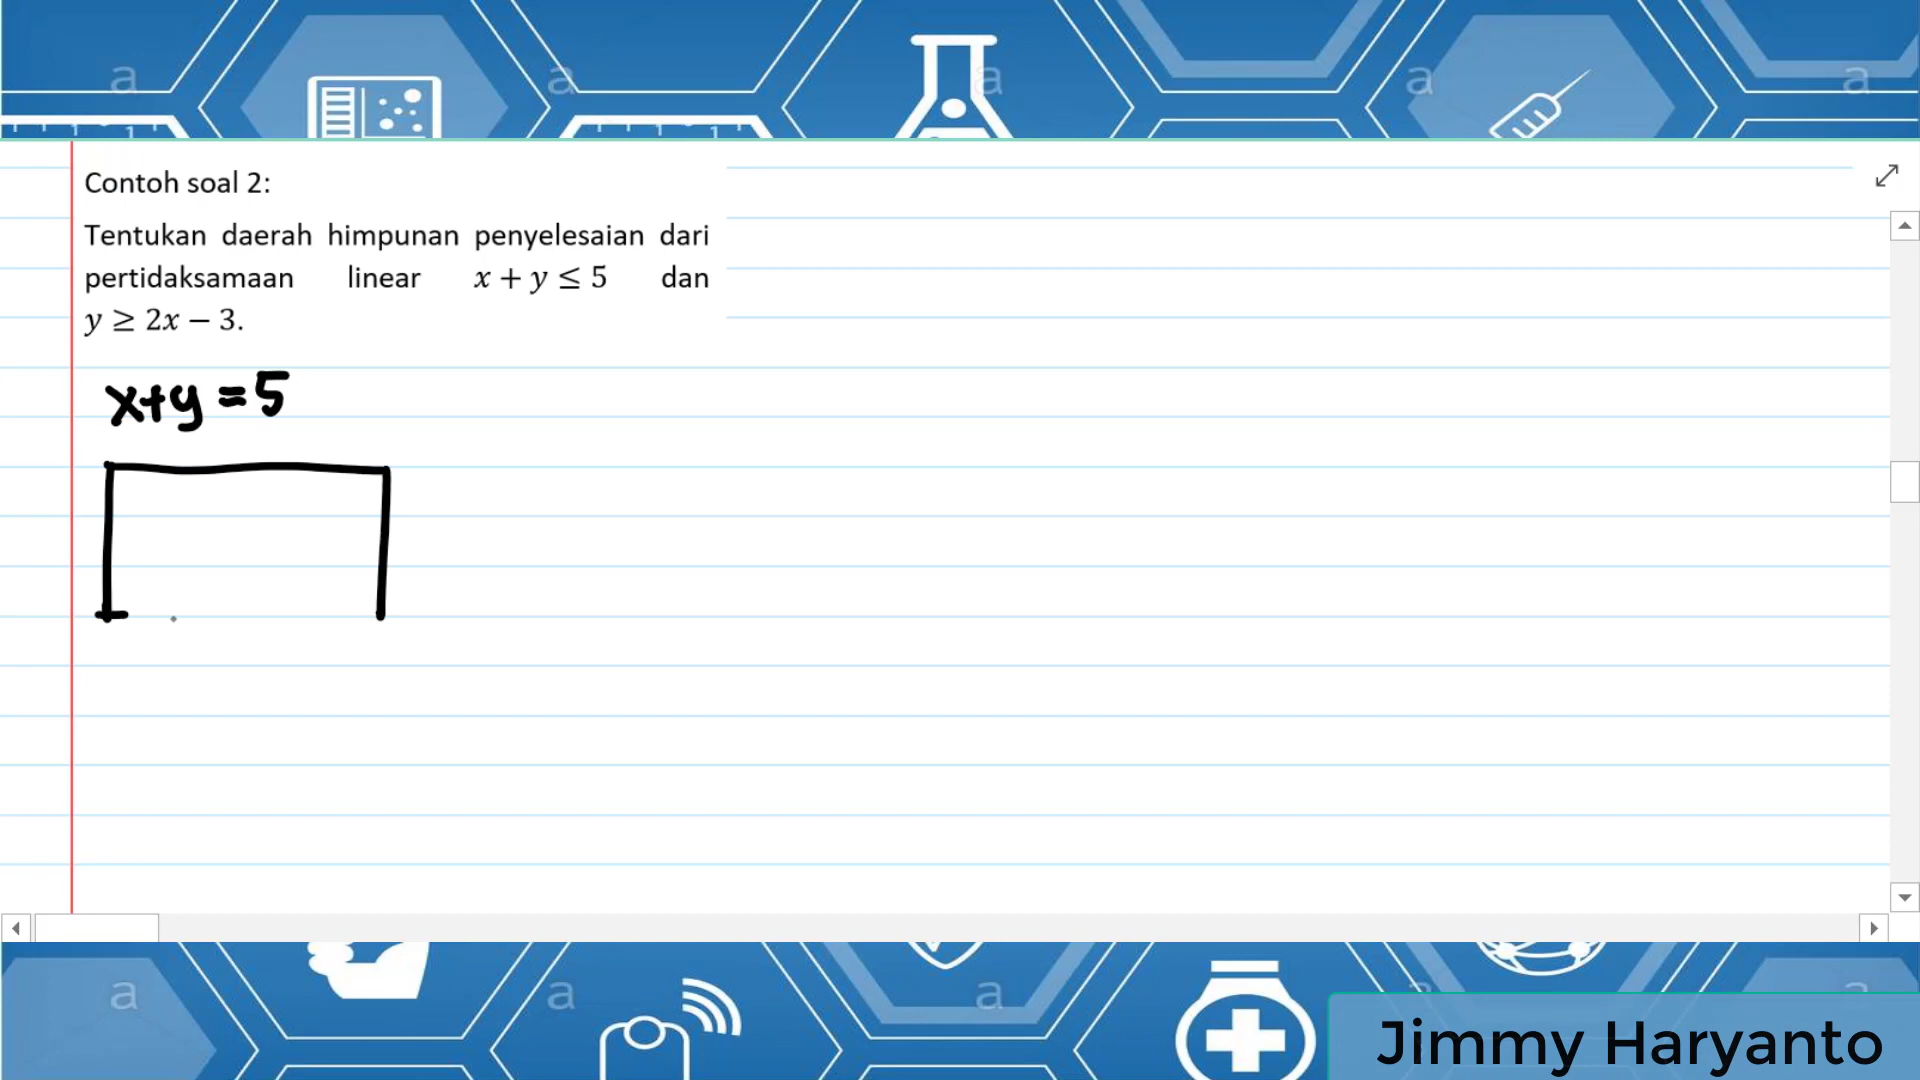 Contoh soal 2:
Tentukan daerah himpunan penyelesaian dari
pertidaksamaan linear x + y ≤ 5 dan
y ≥ 2x − 3.
x+y=5
a a a a a
a a a a a
Jimmy Haryanto